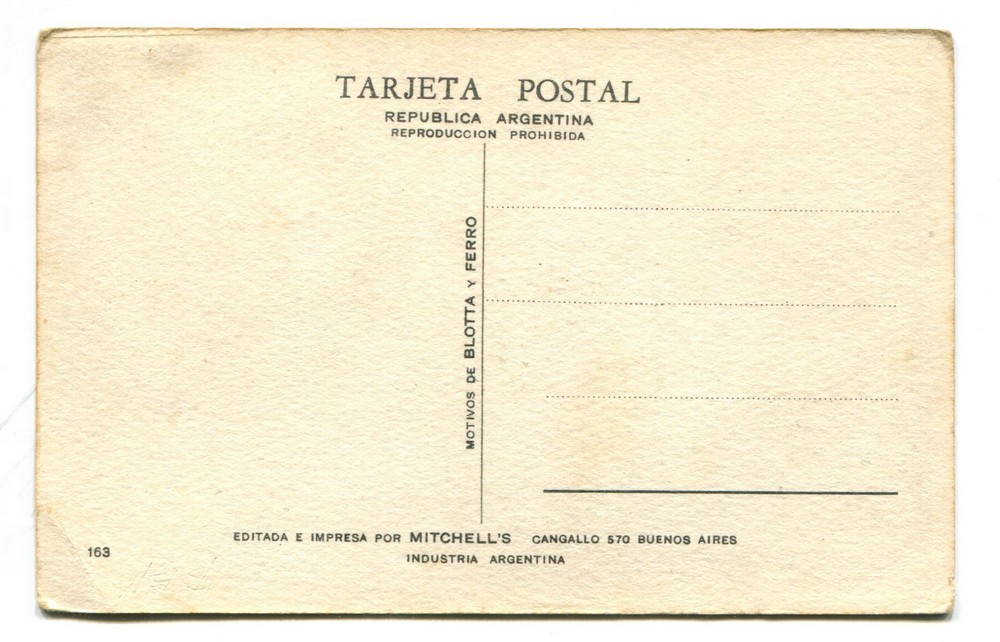 TARJETA POSTAL
REPUBLICA ARGENTINA
REPRODUCCION PROHIBIDA
MOTIVOS DE BLOTTA Y FERRO
EDITADA E IMPRESA POR MITCHELL'S CANGALLO 570 BUENOS AIRES
INDUSTRIA ARGENTINA
163